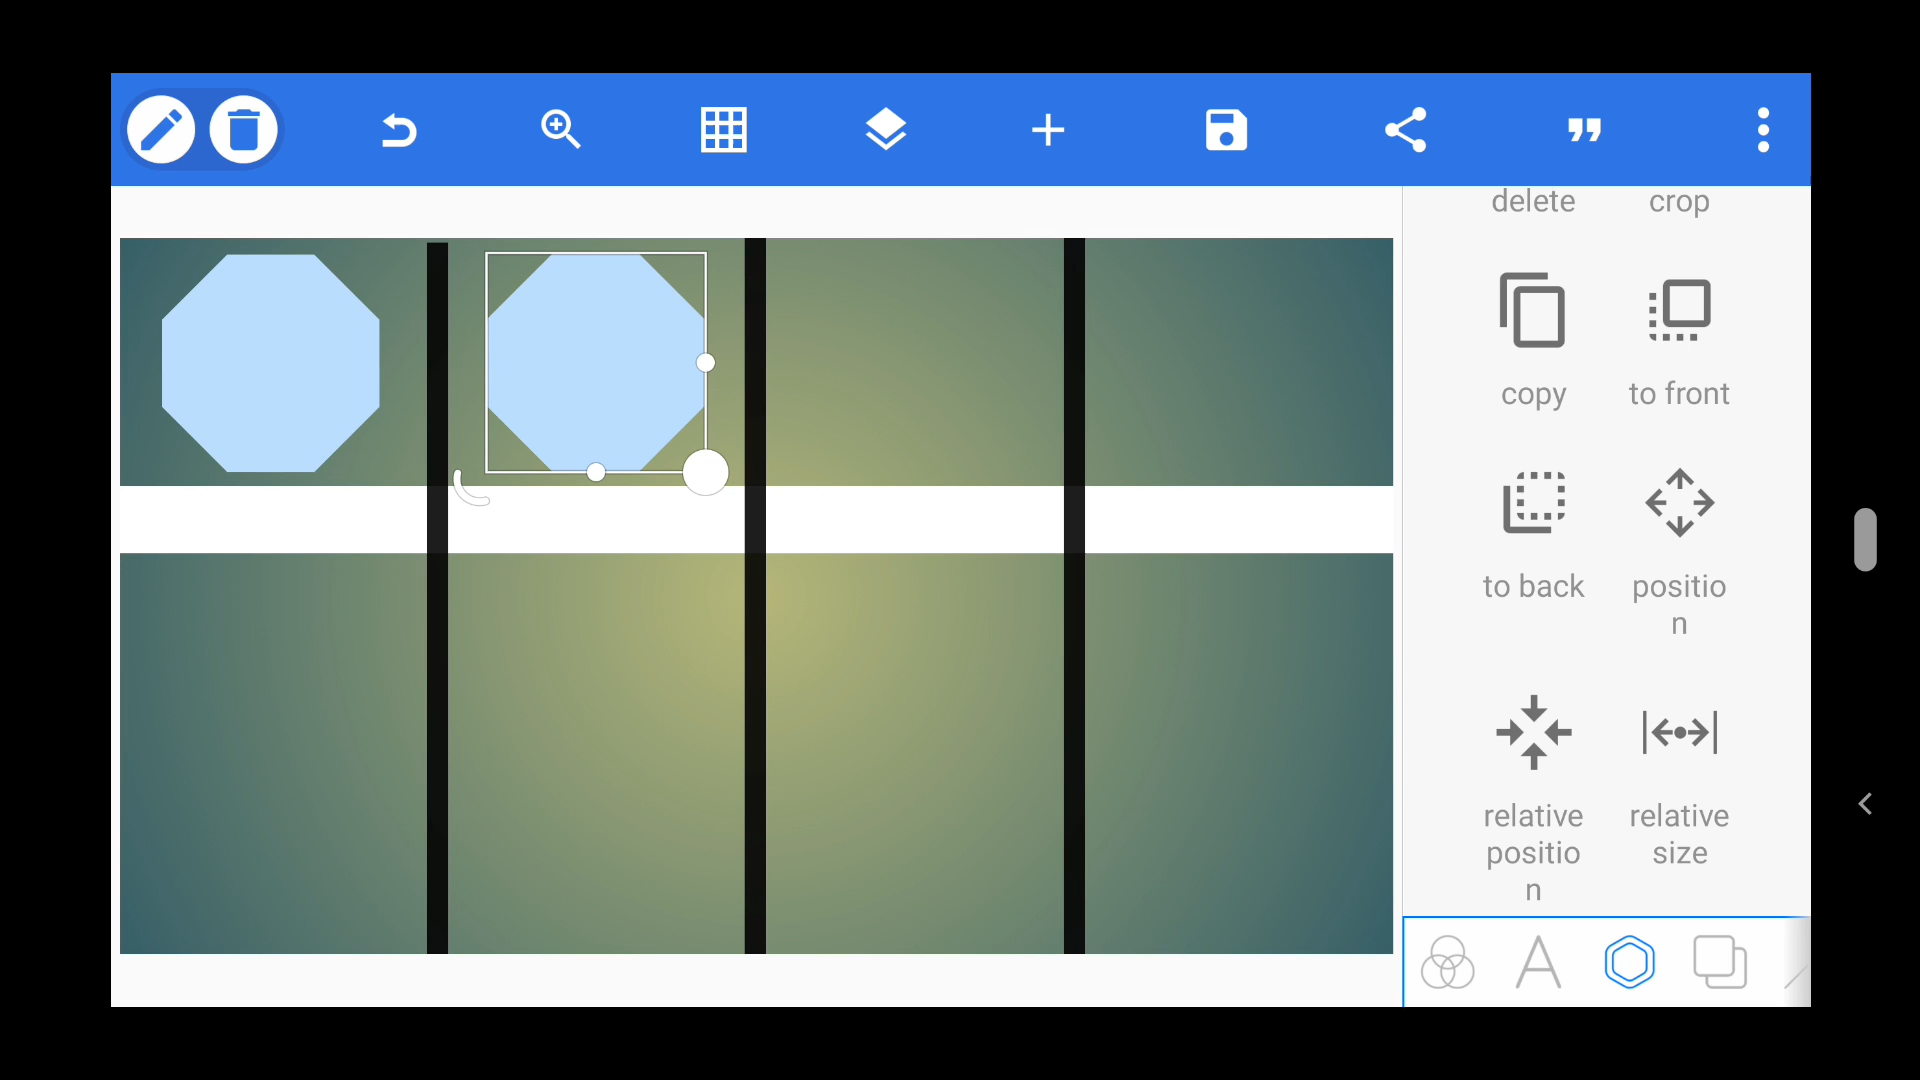 delete crop
copy to front
to back positio
n
relative relative
positio size
n